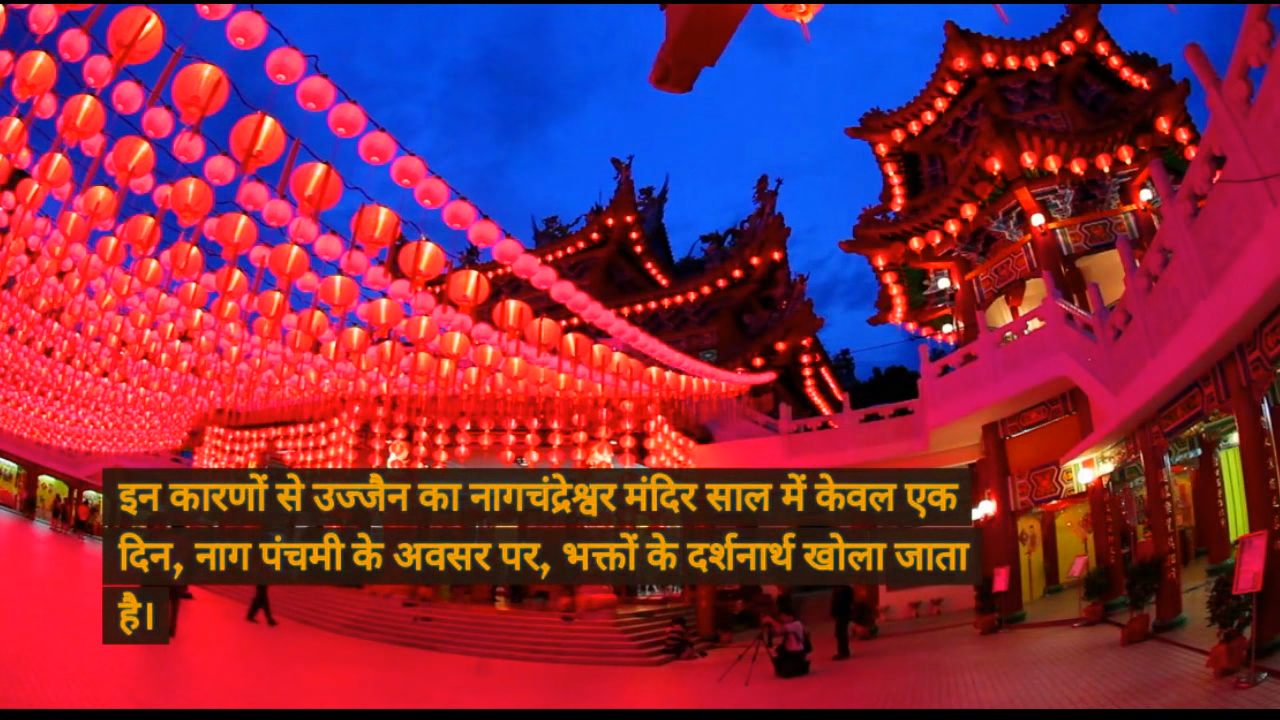 इन कारणों से उज्जैन का नागचंद्रेश्वर मंदिर साल में केवल एक
दिन, नाग पंचमी के अवसर पर, भक्तों के दर्शनार्थ खोला जाता
है।